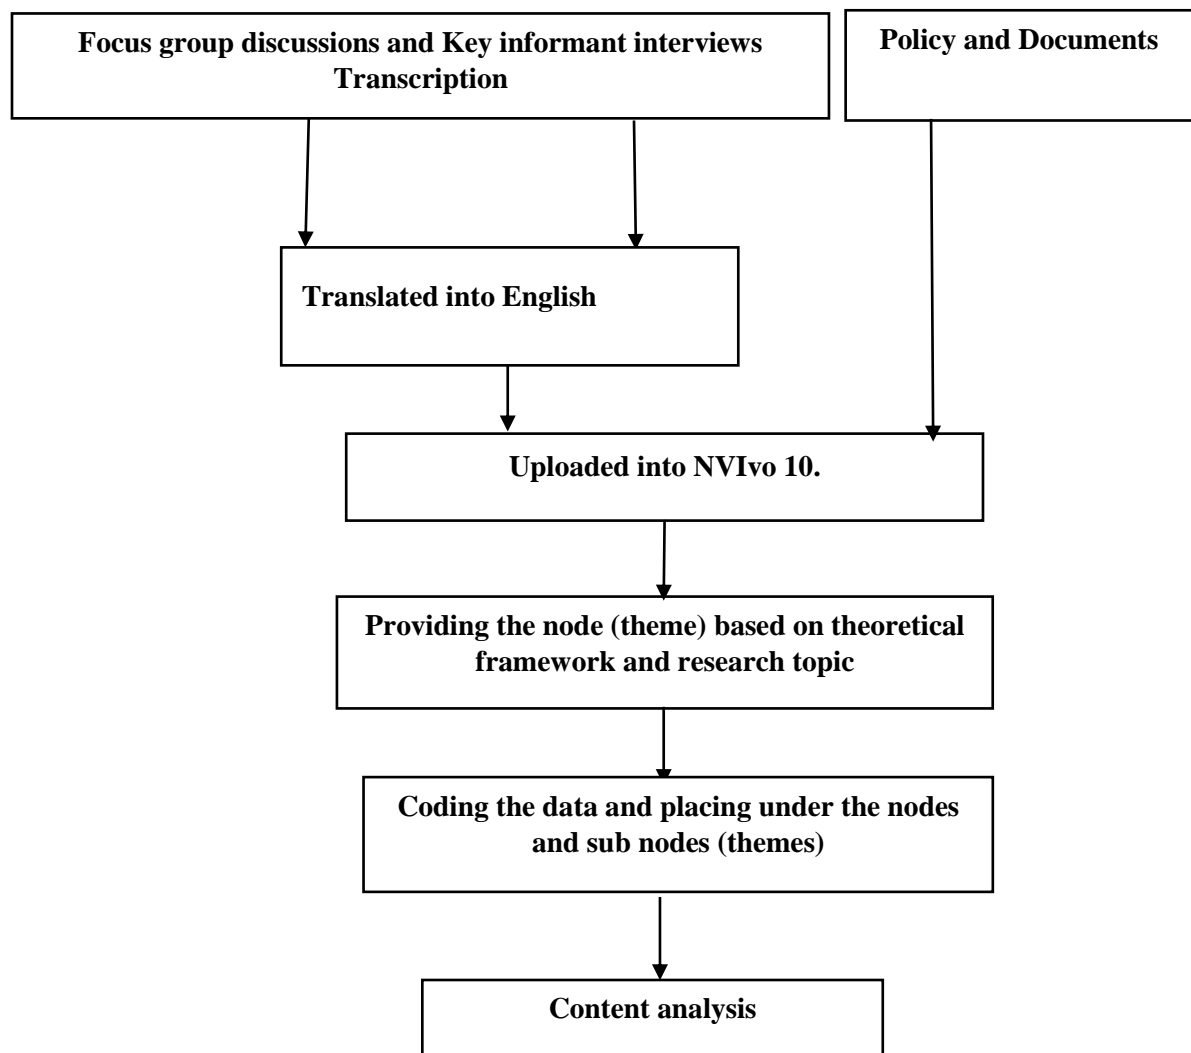 Focus group discussions and Key informant interviews
Transcription
Policy and Documents
Translated into English
Uploaded into NVIvo 10.
Providing the node (theme) based on theoretical
framework and research topic
Coding the data and placing under the nodes
and sub nodes (themes)
Content analysis